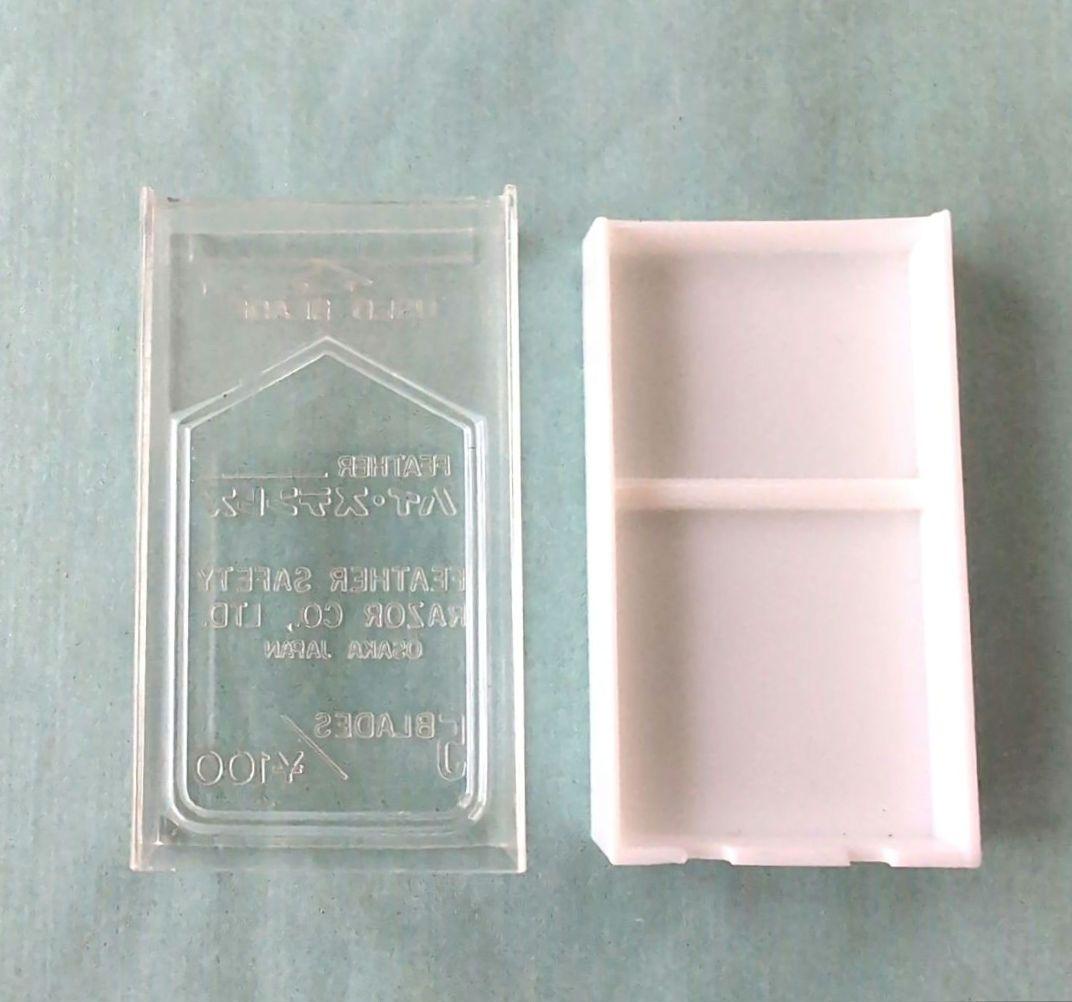 USED BLADE
FEATHER
ハイ・ステンレス
FEATHER SAFETY
RAZOR CO., LTD.
OSAKA JAPAN
5 BLADES
¥100